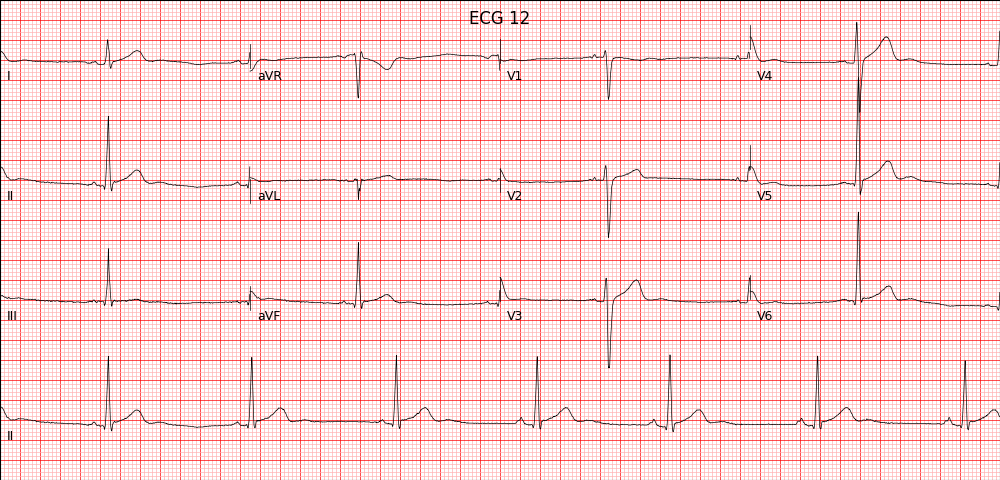 ECG 12
I aVR V1 V4
II aVL V2 V5
III aVF V3 V6
II